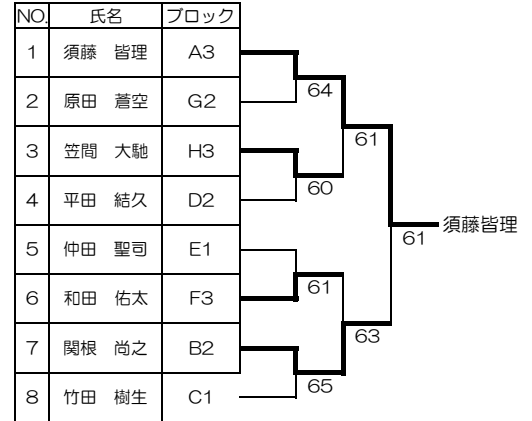 NO. 氏名 ブロック
1 須藤 皆理 A3
64
2 原田 蒼空 G2
61
3 笠間 大馳 H3
60
4 平田 結久 D2
61 須藤皆理
5 仲田 聖司 E1
61
6 和田 佑太 F3
63
7 関根 尚之 B2
65
8 竹田 樹生 C1